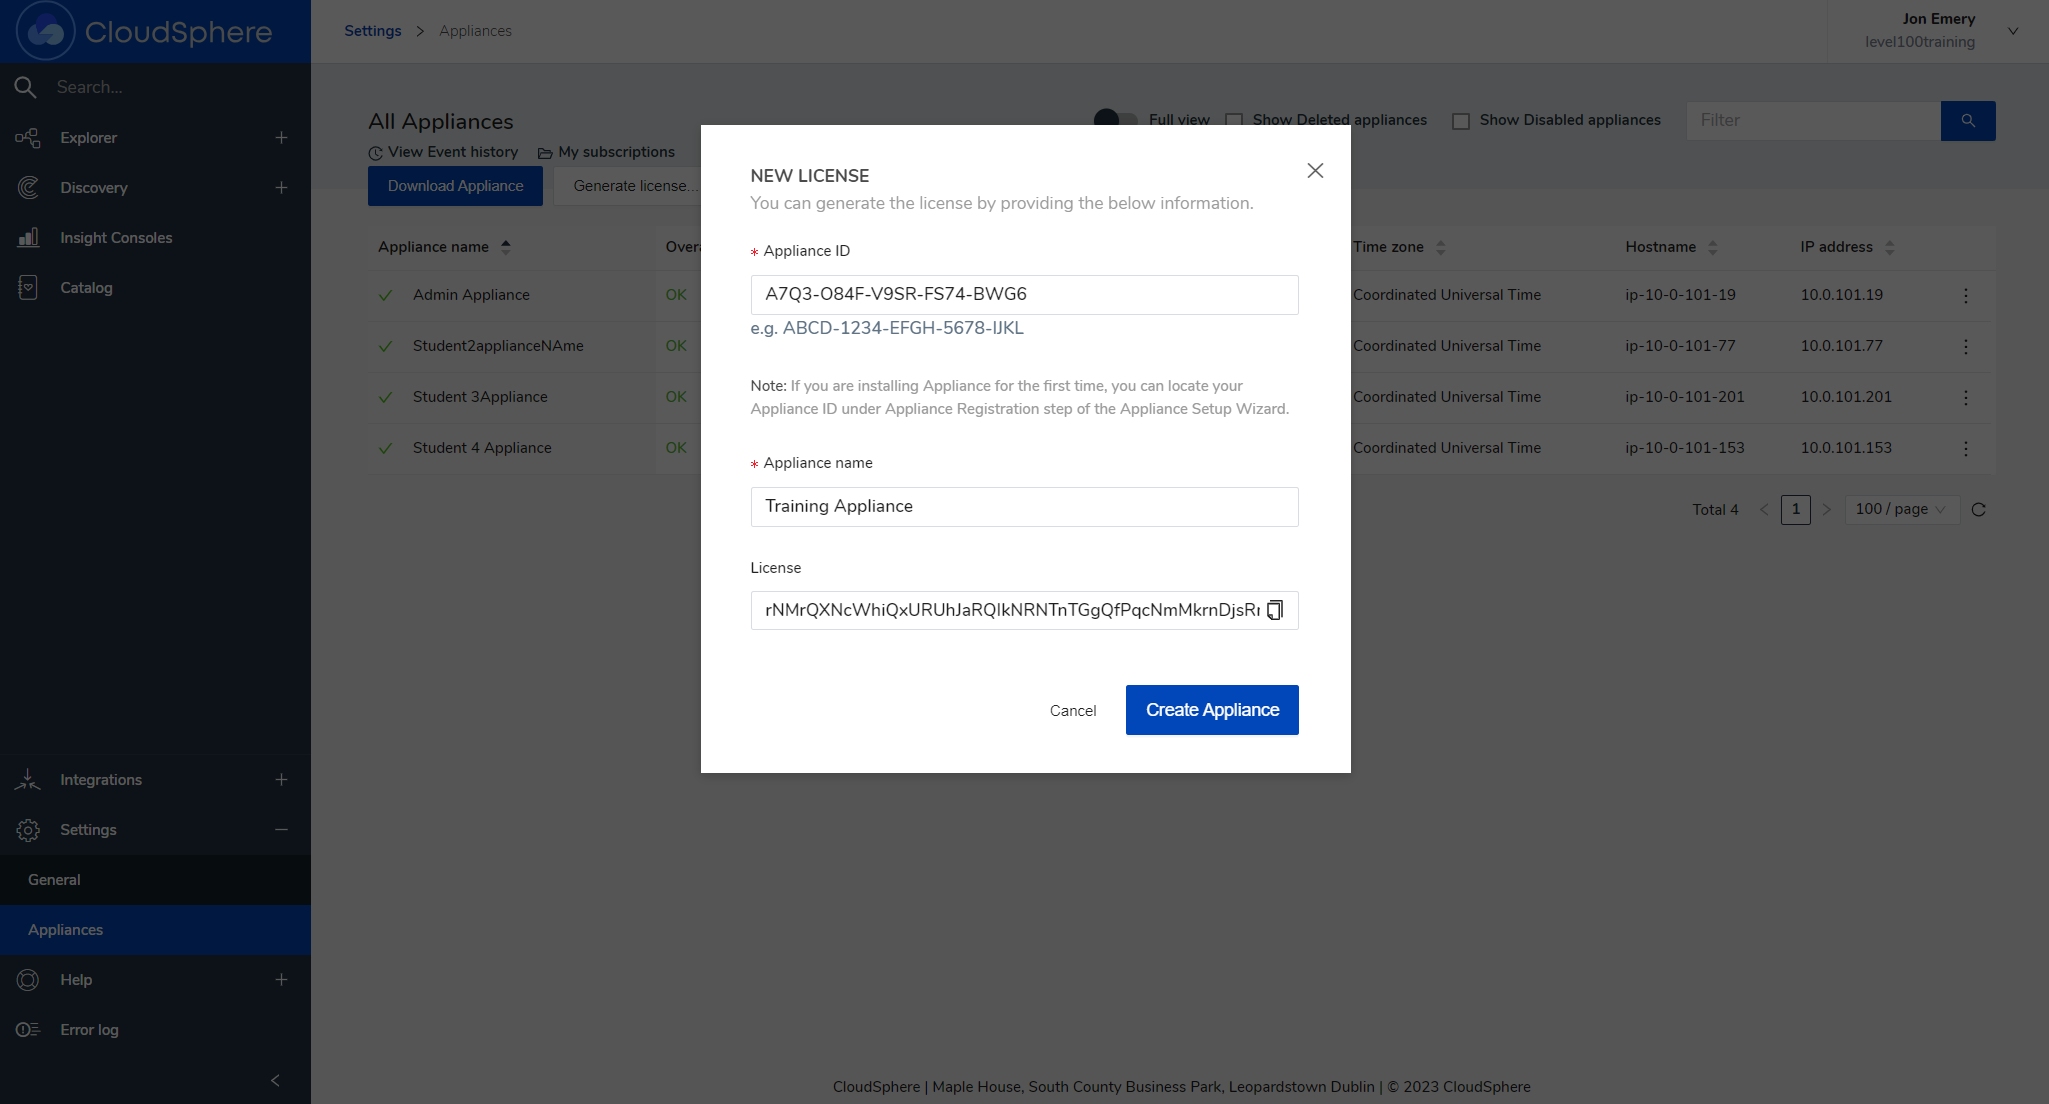 CloudSphere
Settings > Appliances
Jon Emery
level100training
Search...
Explorer
Discovery
Insight Consoles
Catalog
Integrations
Settings
General
Appliances
Help
Error log
All Appliances
Full view
Show Deleted appliances
Show Disabled appliances
Filter
View Event history
My subscriptions
Download Appliance
Generate license...
Appliance name Time zone Hostname IP address
Admin Appliance OK Coordinated Universal Time ip-10-0-101-19 10.0.101.19
Student2applianceNAme OK Coordinated Universal Time ip-10-0-101-77 10.0.101.77
Student 3Appliance OK Coordinated Universal Time ip-10-0-101-201 10.0.101.201
Student 4 Appliance OK Coordinated Universal Time ip-10-0-101-153 10.0.101.153
Total 4 < 1 > 100 / page
NEW LICENSE
You can generate the license by providing the below information.
* Appliance ID
A7Q3-O84F-V9SR-FS74-BWG6
e.g. ABCD-1234-EFGH-5678-IJKL
Note: If you are installing Appliance for the first time, you can locate your
Appliance ID under Appliance Registration step of the Appliance Setup Wizard.
* Appliance name
Training Appliance
License
Cancel
Create Appliance
CloudSphere | Maple House, South County Business Park, Leopardstown Dublin | © 2023 CloudSphere